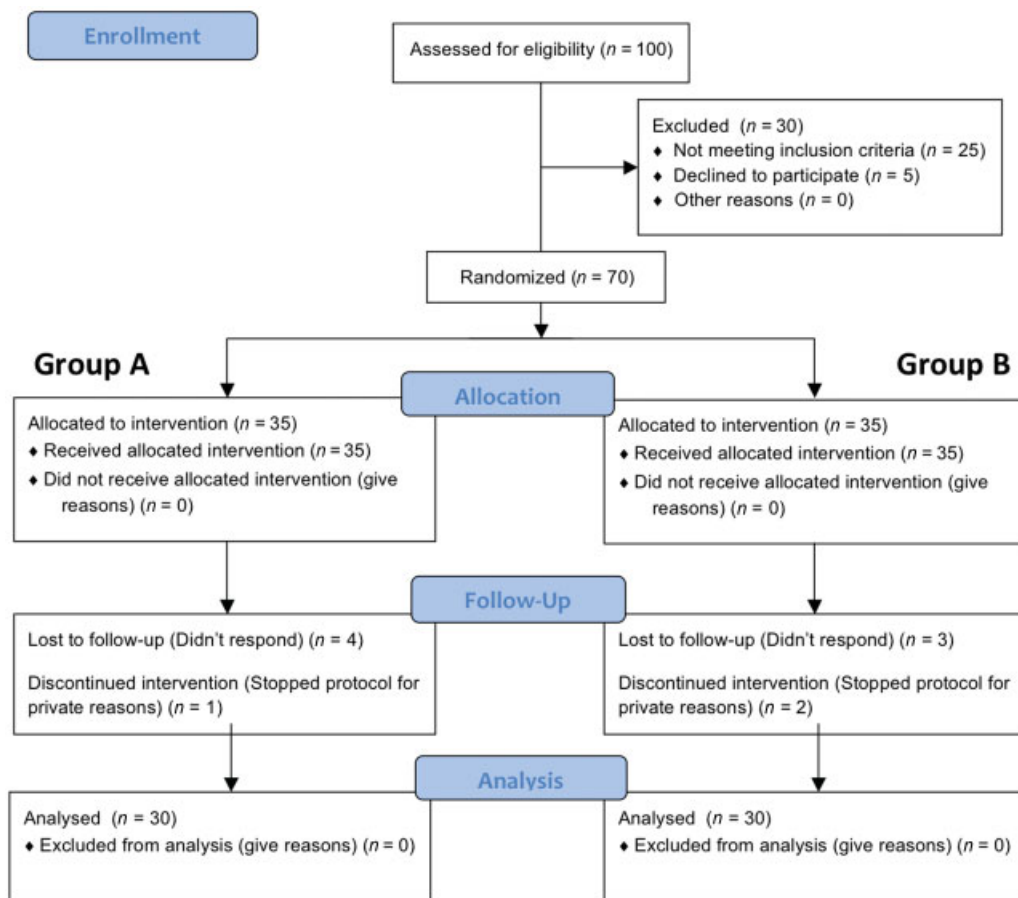 Enrollment
Assessed for eligibility (n = 100)
Excluded (n = 30)
♦ Not meeting inclusion criteria (n = 25)
♦ Declined to participate (n = 5)
♦ Other reasons (n = 0)
Randomized (n = 70)
Group A
Group B
Allocation
Allocated to intervention (n = 35)
♦ Received allocated intervention (n = 35)
♦ Did not receive allocated intervention (give
reasons) (n = 0)
Allocated to intervention (n = 35)
♦ Received allocated intervention (n = 35)
♦ Did not receive allocated intervention (give
reasons) (n = 0)
Follow-Up
Lost to follow-up (Didn't respond) (n = 4)
Discontinued intervention (Stopped protocol for
private reasons) (n = 1)
Lost to follow-up (Didn't respond) (n = 3)
Discontinued intervention (Stopped protocol for
private reasons) (n = 2)
Analysis
Analysed (n = 30)
♦ Excluded from analysis (give reasons) (n = 0)
Analysed (n = 30)
♦ Excluded from analysis (give reasons) (n = 0)